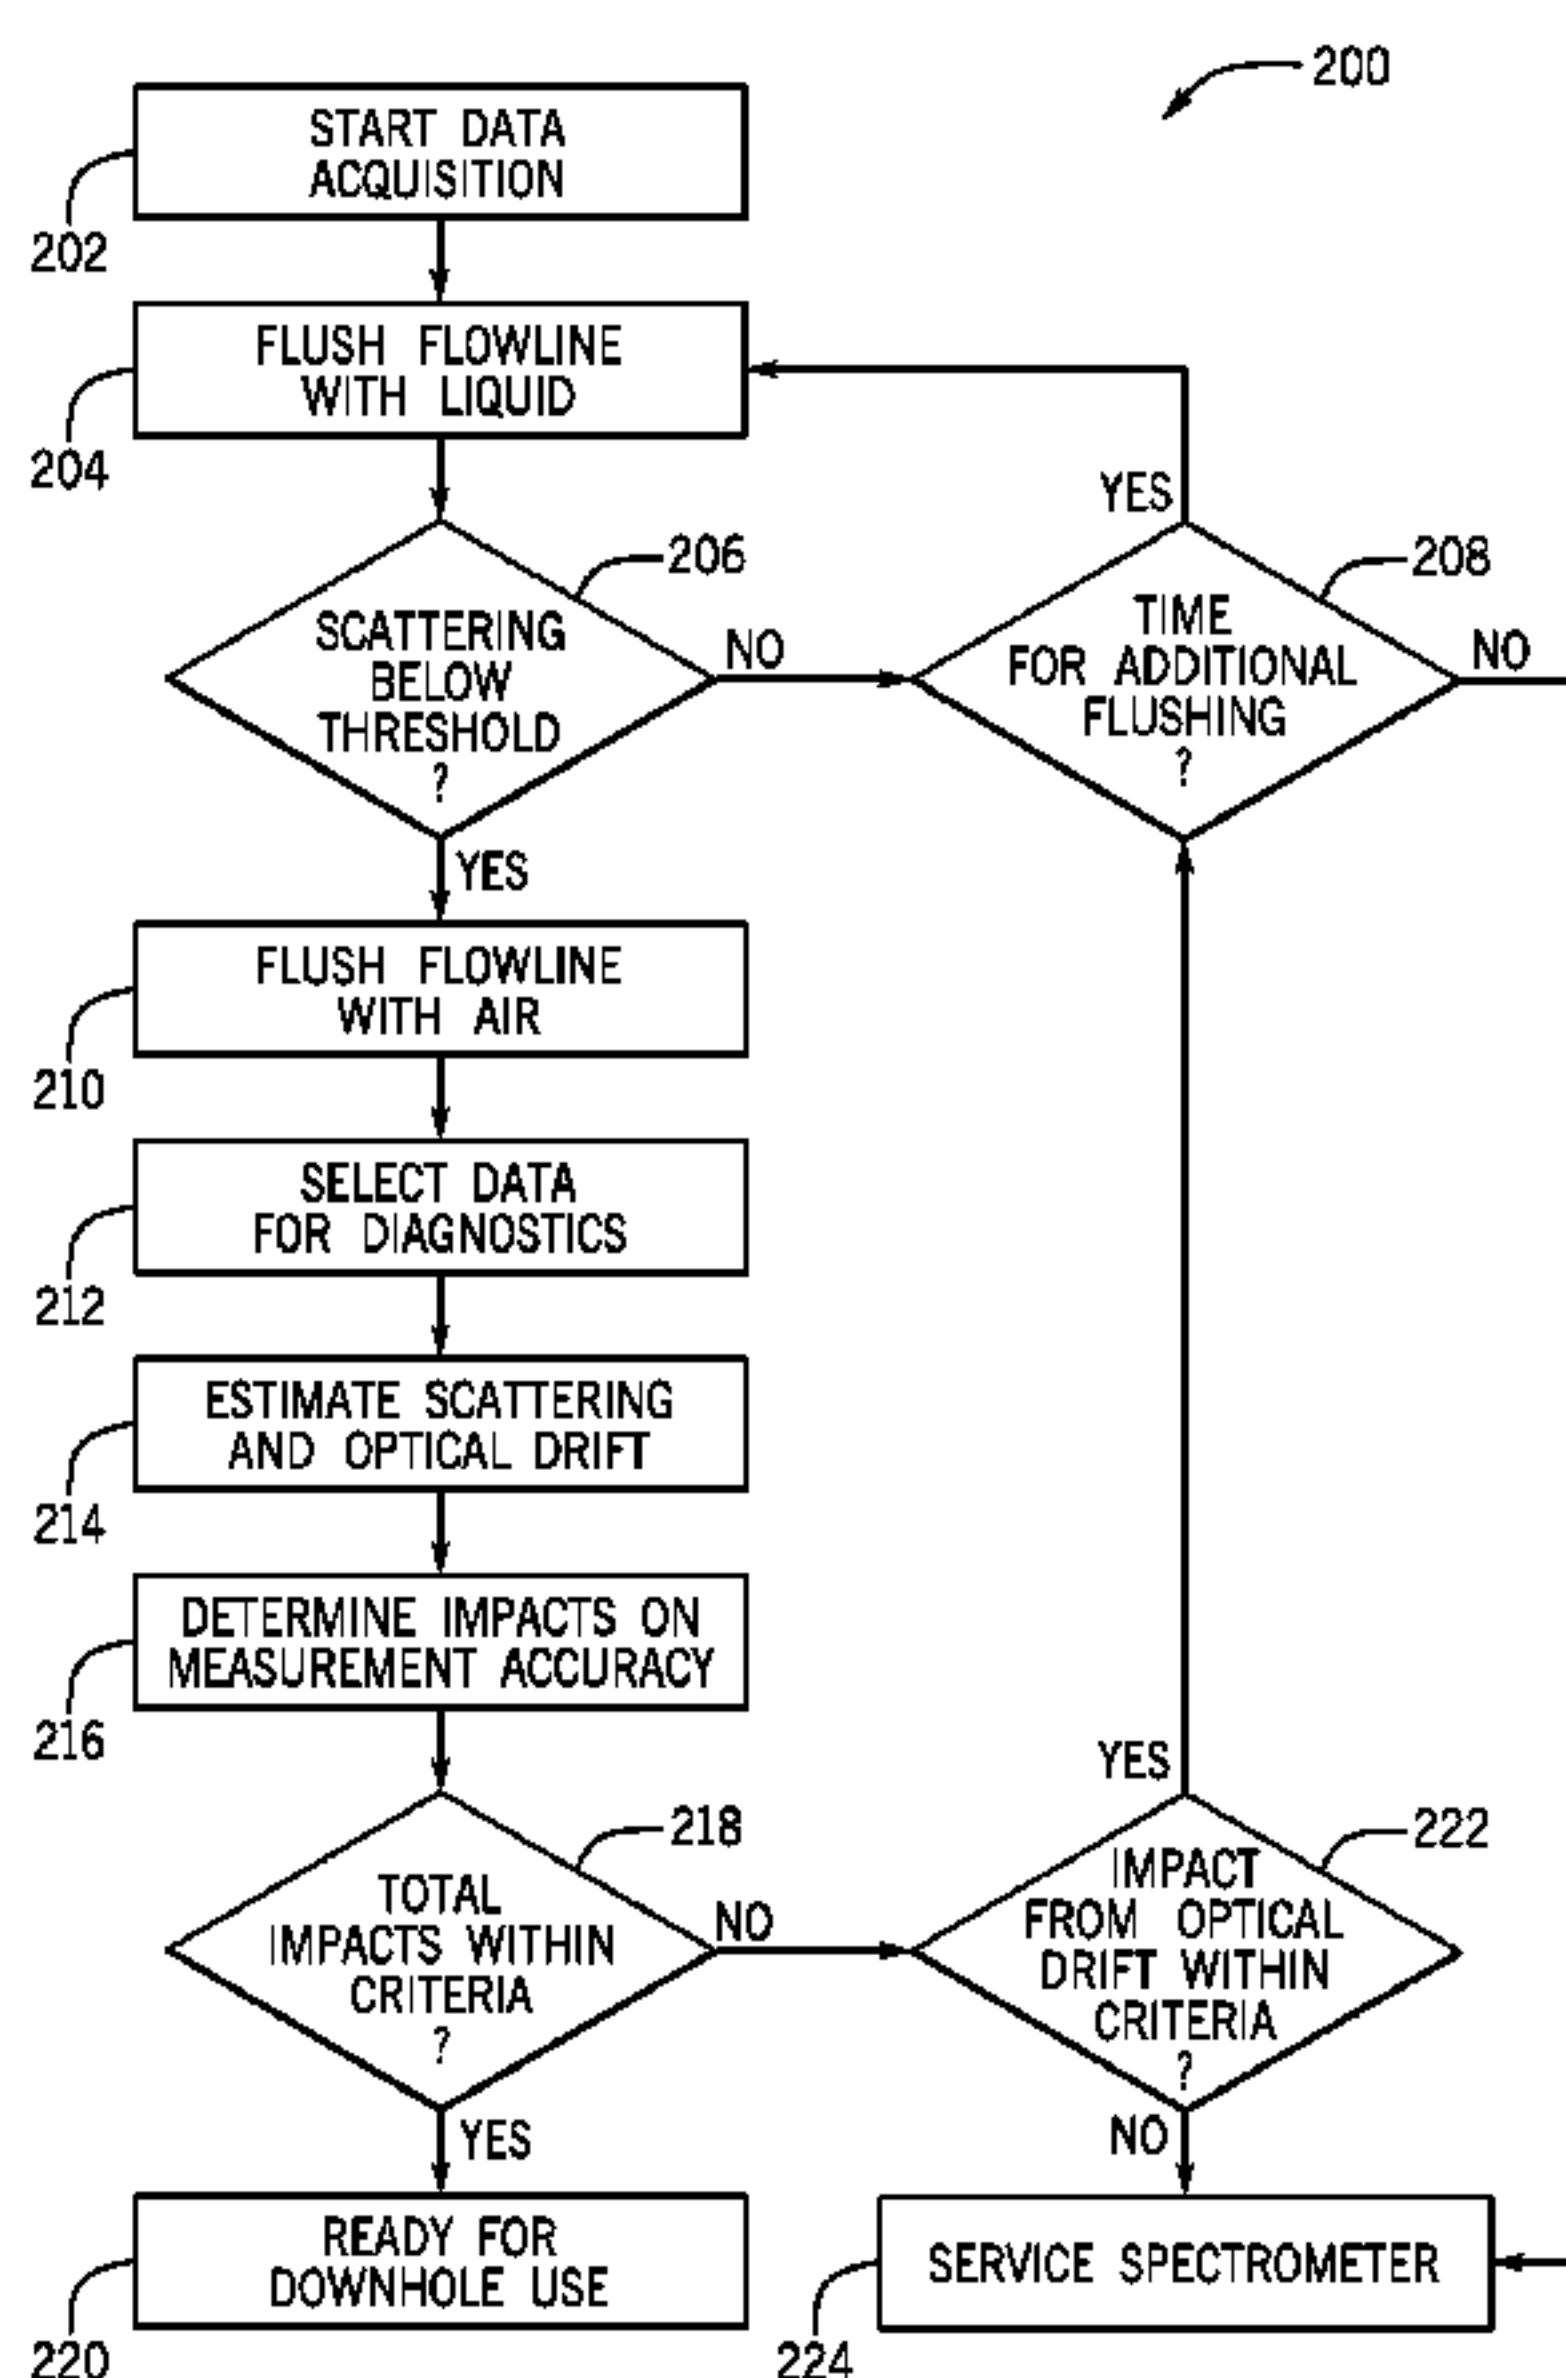 200
START DATA
ACQUISITION
202
FLUSH FLOWLINE
WITH LIQUID
204
YES
206
208
SCATTERING
BELOW
THRESHOLD
?
NO
TIME
FOR ADDITIONAL
FLUSHING
?
NO
YES
FLUSH FLOWLINE
WITH AIR
210
SELECT DATA
FOR DIAGNOSTICS
212
ESTIMATE SCATTERING
AND OPTICAL DRIFT
214
DETERMINE IMPACTS ON
MEASUREMENT ACCURACY
216
YES
218
222
TOTAL
IMPACTS WITHIN
CRITERIA
?
NO
IMPACT
FROM OPTICAL
DRIFT WITHIN
CRITERIA
?
YES
NO
READY FOR
DOWNHOLE USE
220
SERVICE SPECTROMETER
224